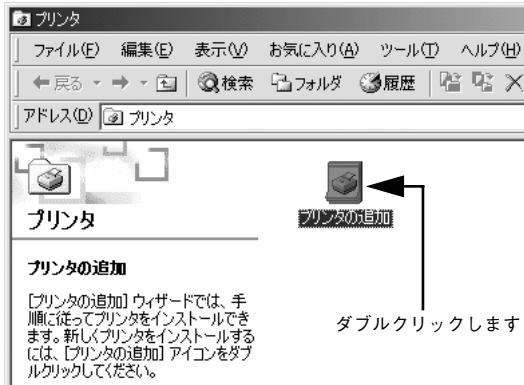 プリンタ
ファイル(F) 編集(E) 表示(V) お気に入り(A) ツール(T) ヘルプ(H)
戻る 検索 フォルダ 履歴
アドレス(D) プリンタ
プリンタ
プリンタの追加
プリンタの追加
[プリンタの追加] ウィザードでは、手
順に従ってプリンタをインストールでき
ます。新しくプリンタをインストールする
には、[プリンタの追加] アイコンをダブ
ルクリックしてください。
ダブルクリックします